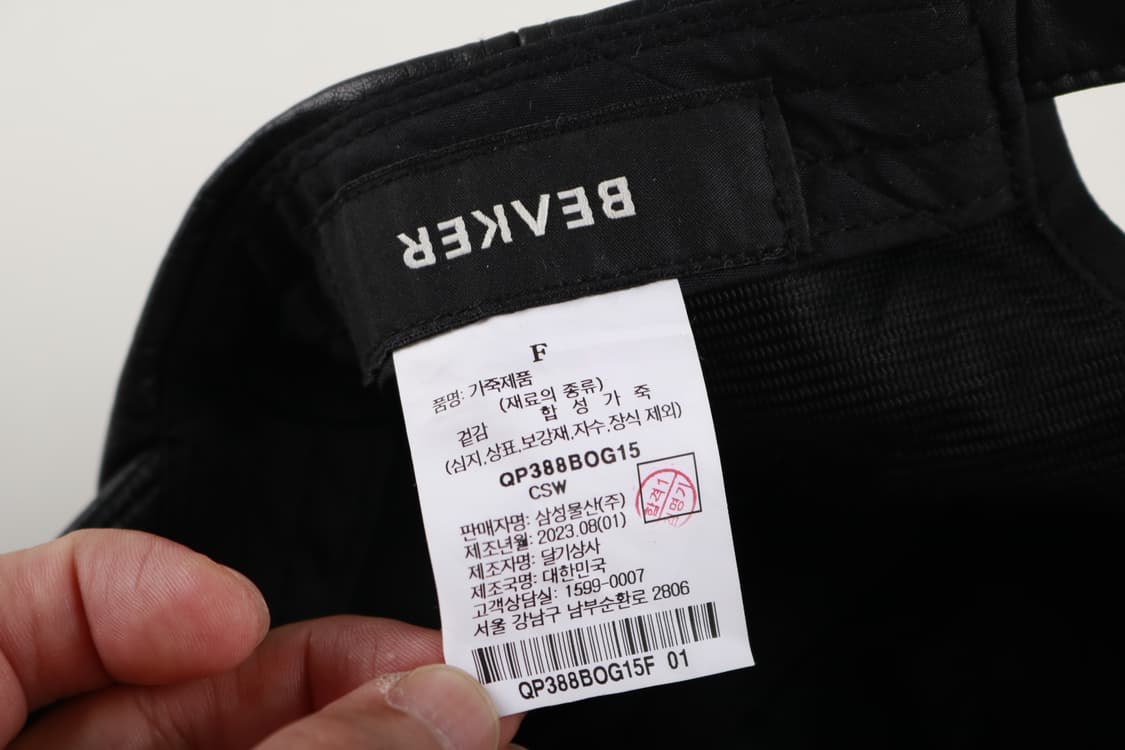 BEAKER
F
품명: 가죽제품
(재료의 종류)
겉감 합 성 가 죽
(심지,상표,보강재,자수,장식 제외)
QP388BOG15
CSW
합격1
판매자명: 삼성물산(주)
제조년월: 2023.08(01)
제조자명: 달기상사
제조국명: 대한민국
고객상담실: 1599-0007
서울 강남구 남부순환로 2806
QP388BOG15F 01